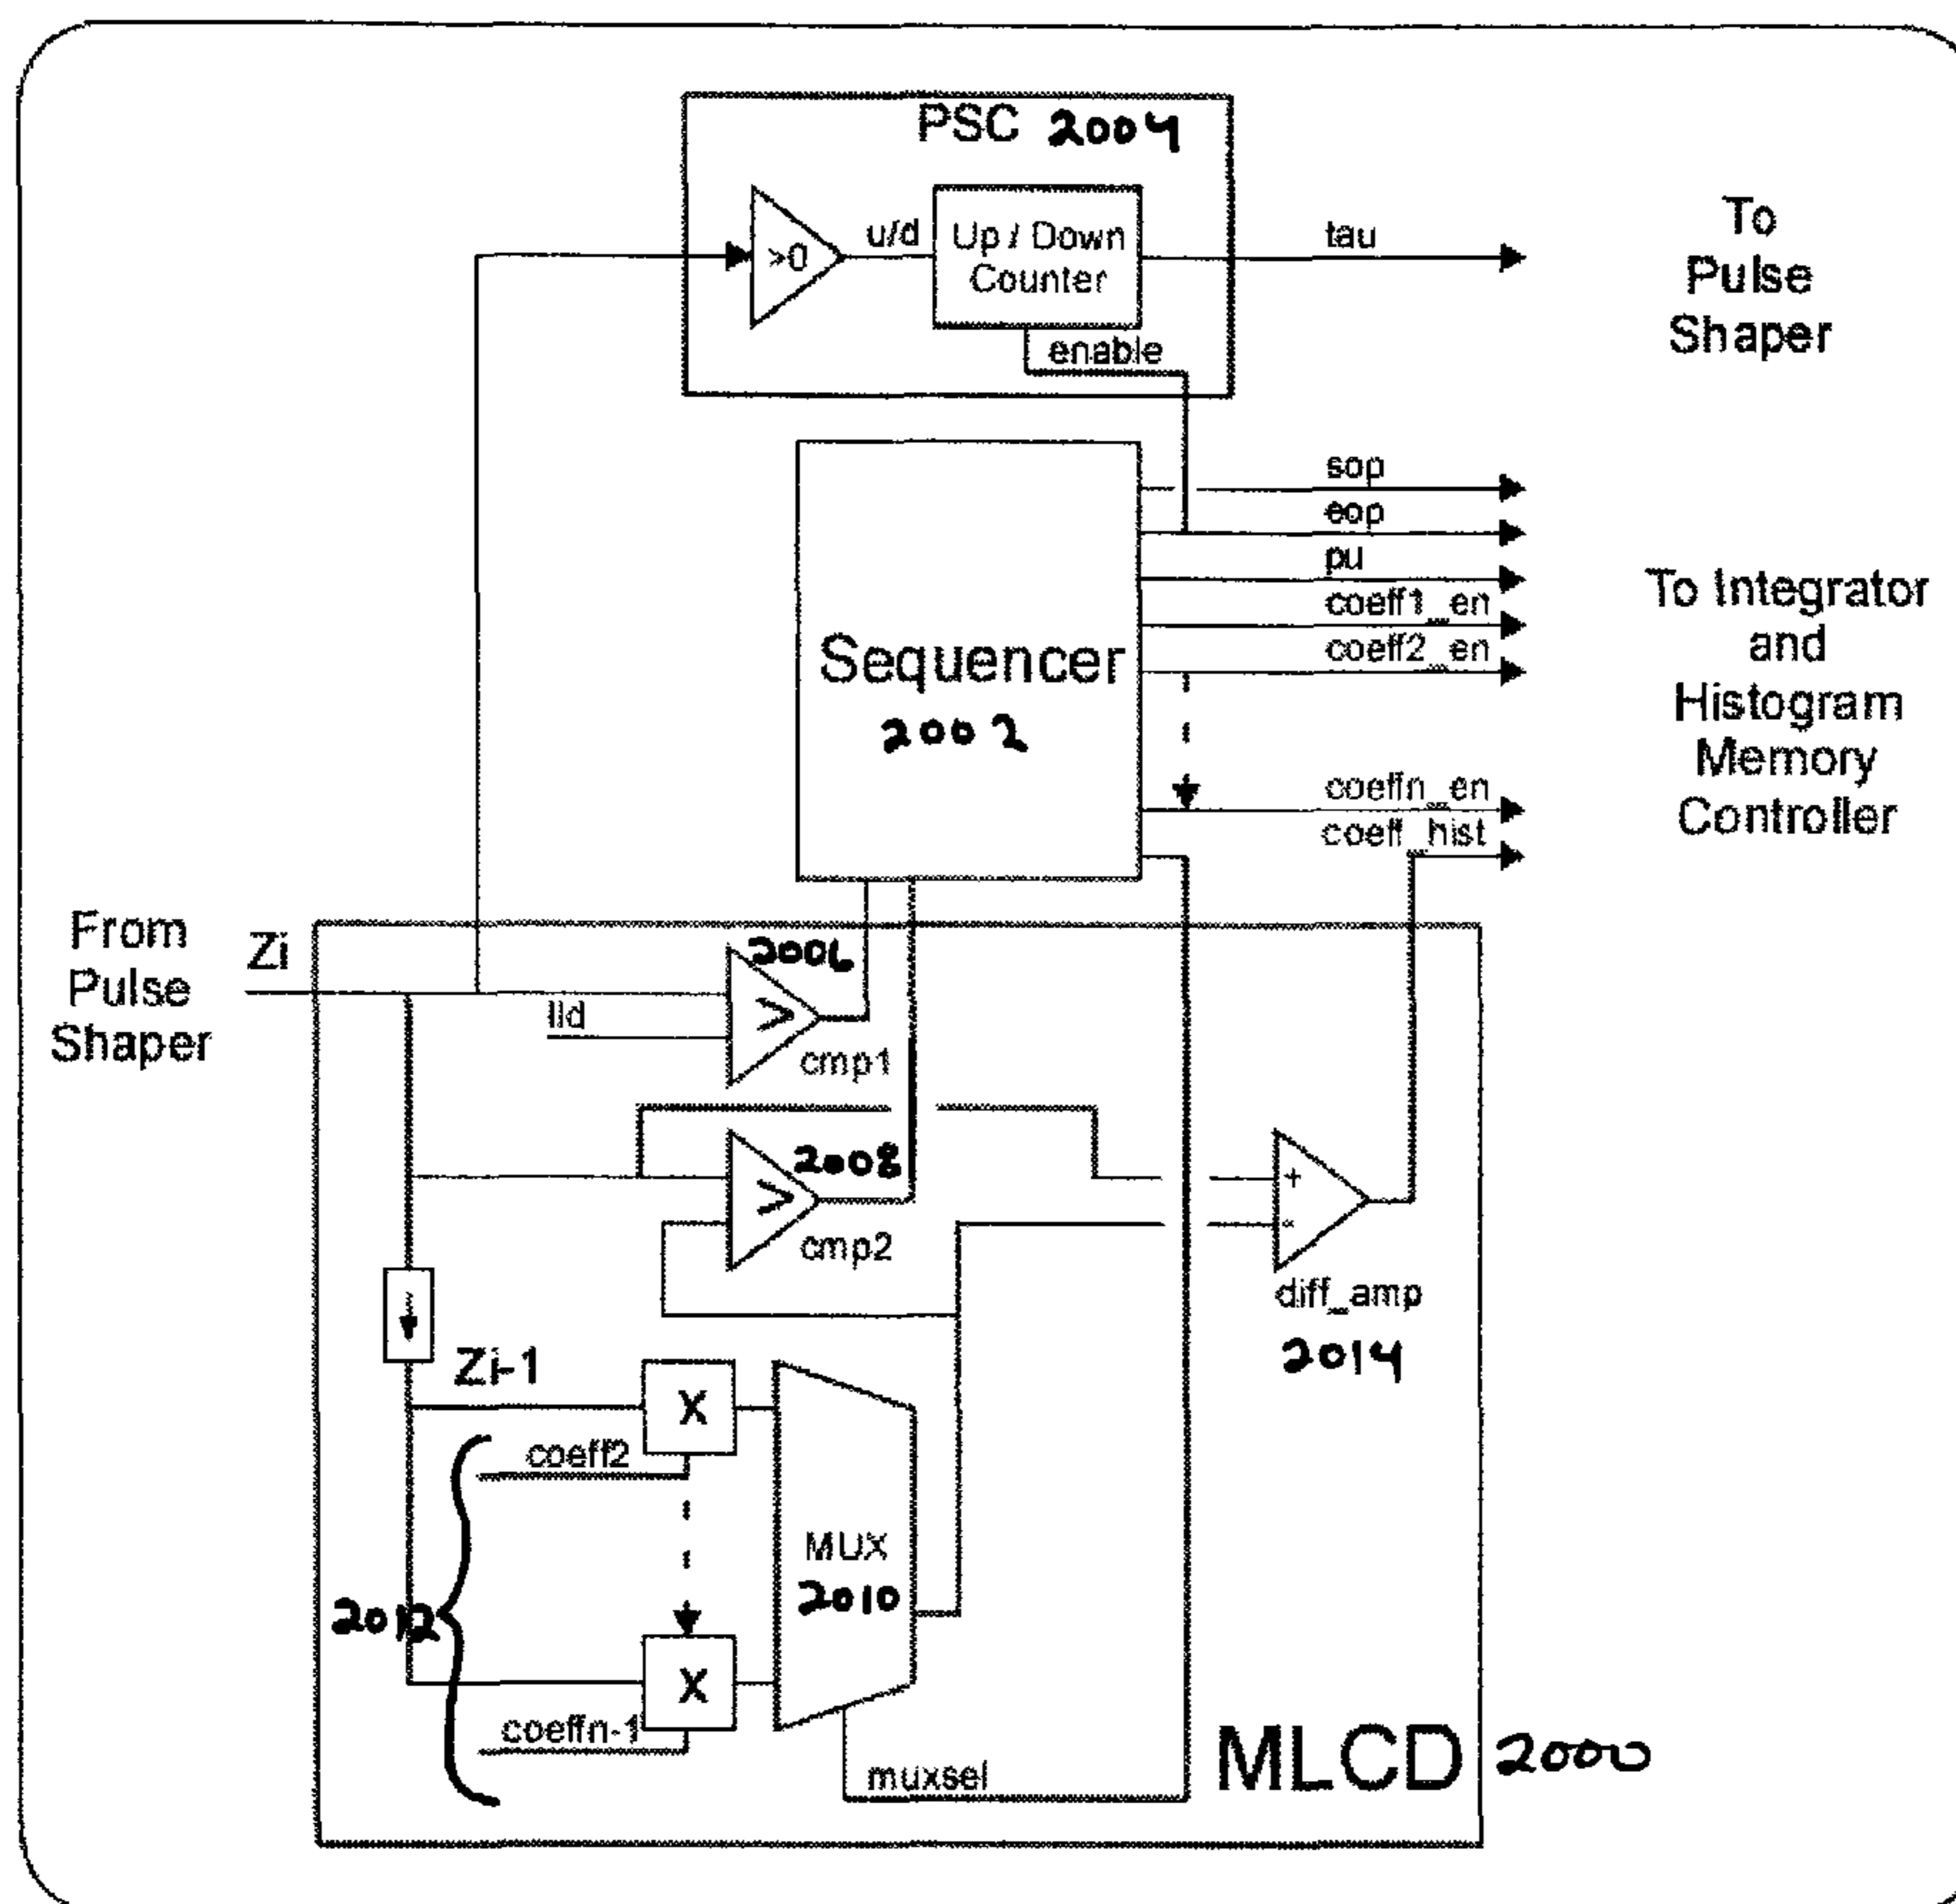 PSC 2004
>0
u/d
Up / Down
Counter
enable
tau
To
Pulse
Shaper
Sequencer
2002
sop
eop
pu
coeff1_en
coeff2_en
coeffn_en
coeff_hist
To Integrator
and
Histogram
Memory
Controller
From
Pulse
Shaper
Zi
lld
2006
>
cmp1
2008
>
cmp2
+
-
diff_amp
2014
Zi-1
X
coeff2
MUX
2010
2012
X
coeffn-1
muxsel
MLCD 2000